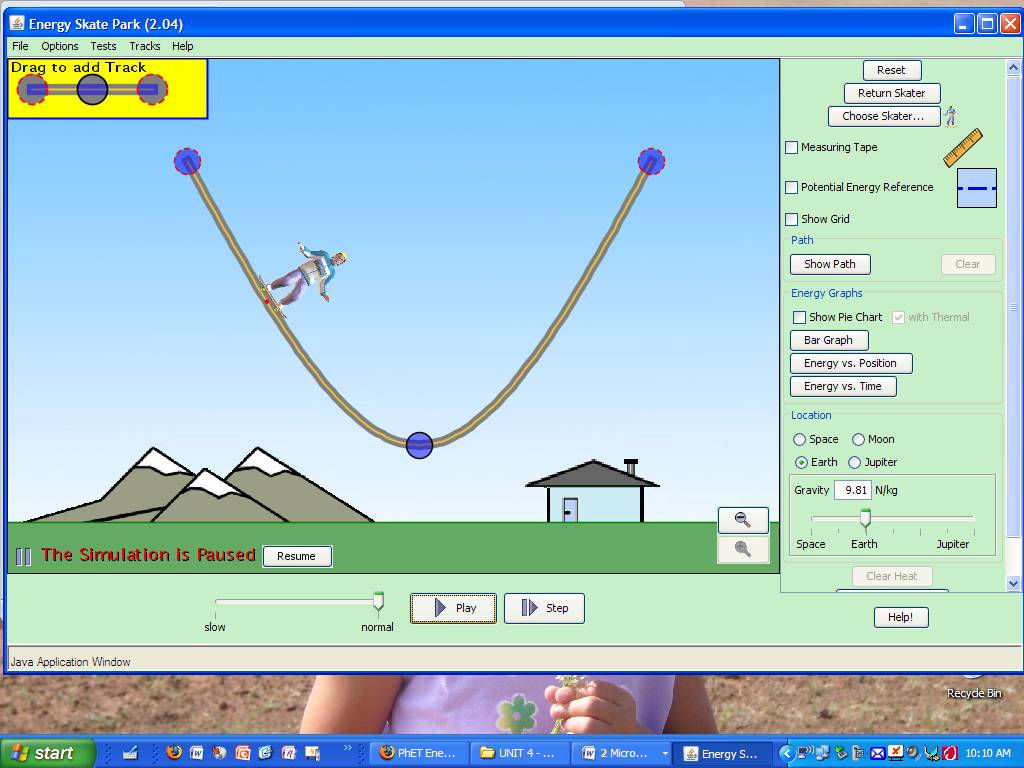 Energy Skate Park (2.04)
File Options Tests Tracks Help
Drag to add Track
Reset
Return Skater
Choose Skater...
Measuring Tape
Potential Energy Reference
Show Grid
Path
Show Path Clear
Energy Graphs
Show Pie Chart with Thermal
Bar Graph
Energy vs. Position
Energy vs. Time
Location
Space Moon
Earth Jupiter
Gravity 9.81 N/kg
Space Earth Jupiter
Clear Heat
The Simulation is Paused Resume
slow normal
Play Step
Help!
Java Application Window
Recycle Bin
start
PhET Ene...
UNIT 4 - ...
2 Micro...
Energy S...
10:10 AM